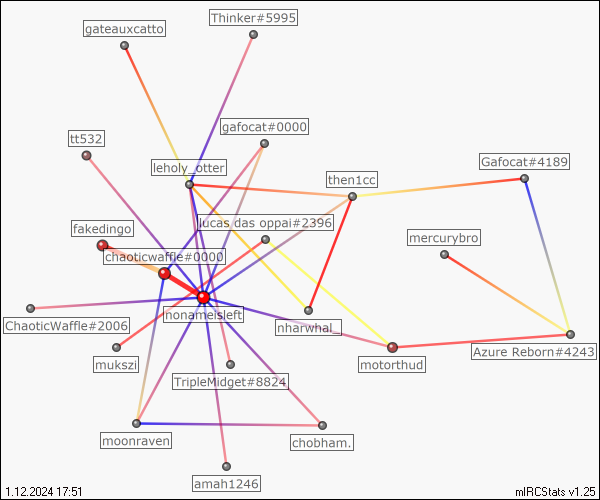 Thinker#5995
gateauxcatto
gafocat#0000
tt532
leholy_otter
Gafocat#4189
then1cc
lucas das oppai#2396
fakedingo
mercurybro
chaoticwaffle#0000
nonameisleft
ChaoticWaffle#2006
nharwhal_
Azure Reborn#4243
mukszi
motorthud
TripleMidget#8824
moonraven
chobham.
amah1246
1.12.2024 17:51
mIRCStats v1.25